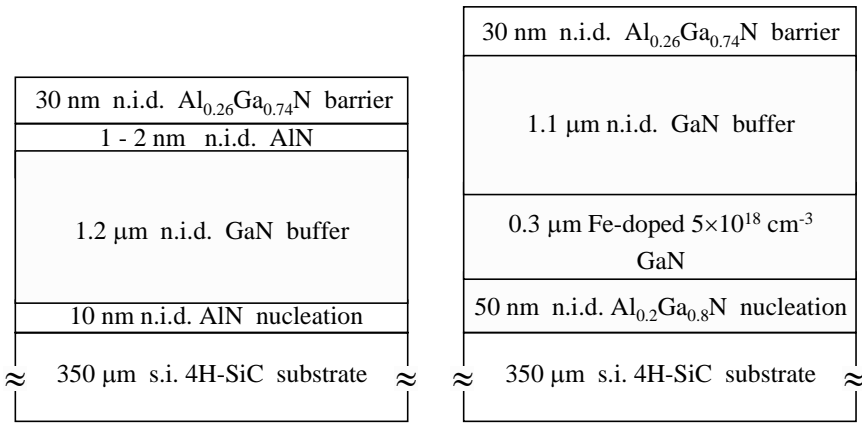 30 nm n.i.d. Al0.26Ga0.74N barrier
1 - 2 nm n.i.d. AlN
1.2 μm n.i.d. GaN buffer
10 nm n.i.d. AlN nucleation
≈ 350 μm s.i. 4H-SiC substrate ≈
30 nm n.i.d. Al0.26Ga0.74N barrier
1.1 μm n.i.d. GaN buffer
0.3 μm Fe-doped 5×10¹⁸ cm⁻³
GaN
50 nm n.i.d. Al0.2Ga0.8N nucleation
≈ 350 μm s.i. 4H-SiC substrate ≈